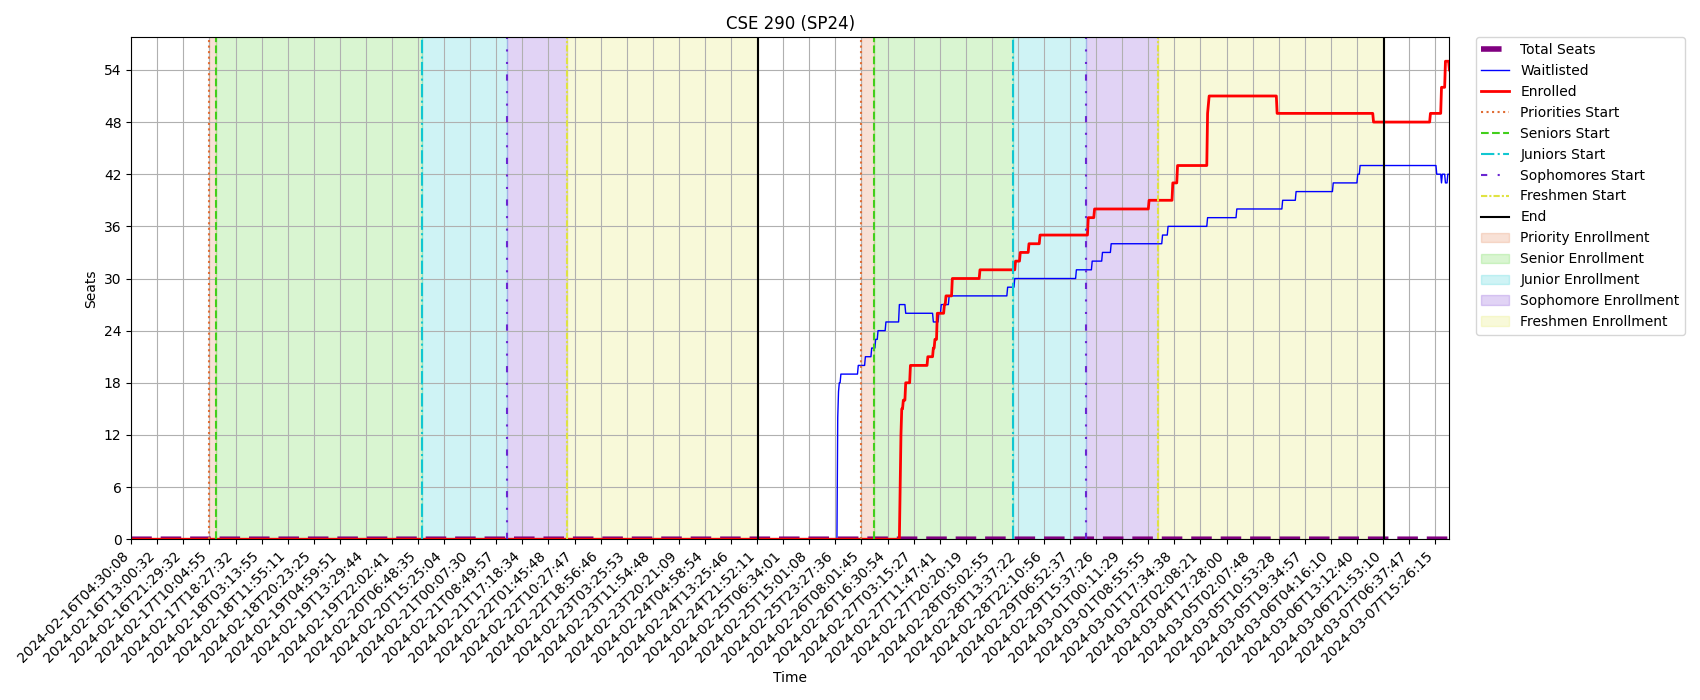 CSE 290 (SP24)
Seats
54
48
42
36
30
24
18
12
6
0
2024-02-16T04:30:08
2024-02-16T13:00:32
2024-02-16T21:29:32
2024-02-17T10:04:55
2024-02-17T18:27:32
2024-02-18T03:13:55
2024-02-18T11:55:11
2024-02-18T20:23:25
2024-02-19T04:59:51
2024-02-19T13:29:44
2024-02-19T22:02:41
2024-02-20T06:48:35
2024-02-20T15:25:04
2024-02-21T00:07:30
2024-02-21T08:49:57
2024-02-21T17:18:34
2024-02-22T01:45:48
2024-02-22T10:27:47
2024-02-22T18:56:46
2024-02-23T03:25:53
2024-02-23T11:54:48
2024-02-23T20:21:09
2024-02-24T04:58:54
2024-02-24T13:25:46
2024-02-24T21:52:11
2024-02-25T06:34:01
2024-02-25T15:01:08
2024-02-25T23:27:36
2024-02-26T08:01:45
2024-02-26T16:30:54
2024-02-27T03:15:27
2024-02-27T11:47:41
2024-02-27T20:20:19
2024-02-28T05:02:55
2024-02-28T13:37:22
2024-02-28T22:10:56
2024-02-29T06:52:37
2024-02-29T15:37:26
2024-03-01T00:11:29
2024-03-01T08:55:55
2024-03-01T17:34:38
2024-03-02T02:08:21
2024-03-04T17:28:00
2024-03-05T02:07:48
2024-03-05T10:53:28
2024-03-05T19:34:57
2024-03-06T04:16:10
2024-03-06T13:12:40
2024-03-06T21:53:10
2024-03-07T06:37:47
2024-03-07T15:26:15
Time
Total Seats
Waitlisted
Enrolled
Priorities Start
Seniors Start
Juniors Start
Sophomores Start
Freshmen Start
End
Priority Enrollment
Senior Enrollment
Junior Enrollment
Sophomore Enrollment
Freshmen Enrollment